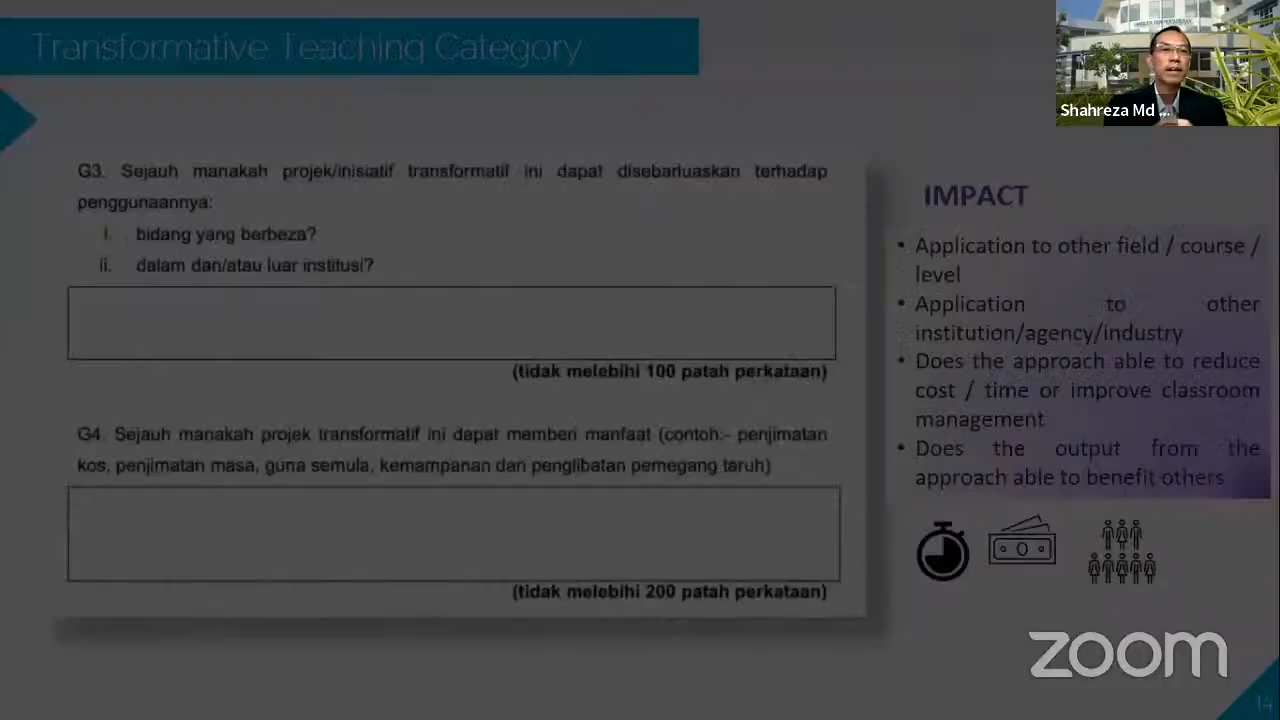 Transformative Teaching Category
Shahreza Md ...
G3. Sejauh manakah projek/inisiatif transformatif ini dapat disebarluaskan terhadap
penggunaannya:
i. bidang yang berbeza?
ii. dalam dan/atau luar institusi?
(tidak melebihi 100 patah perkataan)
G4. Sejauh manakah projek transformatif ini dapat memberi manfaat (contoh:- penjimatan
kos, penjimatan masa, guna semula, kemampanan dan penglibatan pemegang taruh)
(tidak melebihi 200 patah perkataan)
IMPACT
• Application to other field / course /
level
• Application to other
institution/agency/industry
• Does the approach able to reduce
cost / time or improve classroom
management
• Does the output from the
approach able to benefit others
zoom
14